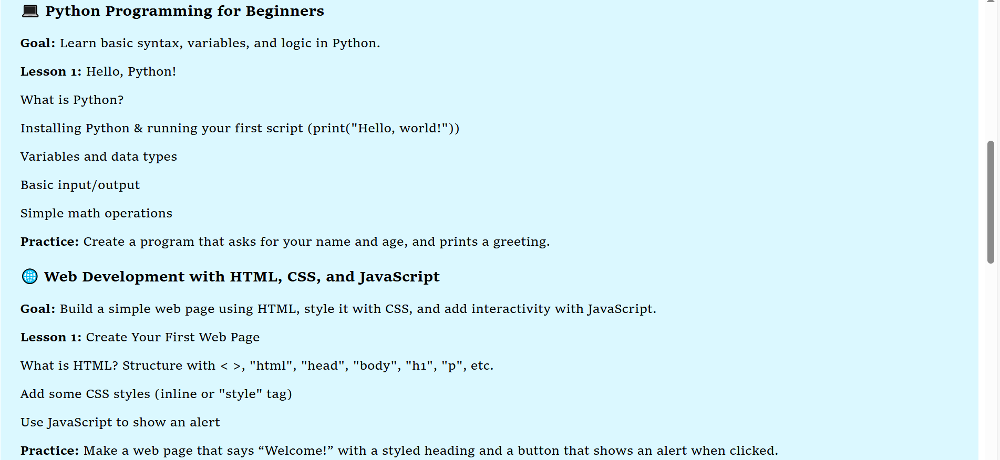 💻 Python Programming for Beginners
Goal: Learn basic syntax, variables, and logic in Python.
Lesson 1: Hello, Python!
What is Python?
Installing Python & running your first script (print("Hello, world!"))
Variables and data types
Basic input/output
Simple math operations
Practice: Create a program that asks for your name and age, and prints a greeting.
🌐 Web Development with HTML, CSS, and JavaScript
Goal: Build a simple web page using HTML, style it with CSS, and add interactivity with JavaScript.
Lesson 1: Create Your First Web Page
What is HTML? Structure with < >, "html", "head", "body", "h1", "p", etc.
Add some CSS styles (inline or "style" tag)
Use JavaScript to show an alert
Practice: Make a web page that says “Welcome!” with a styled heading and a button that shows an alert when clicked.